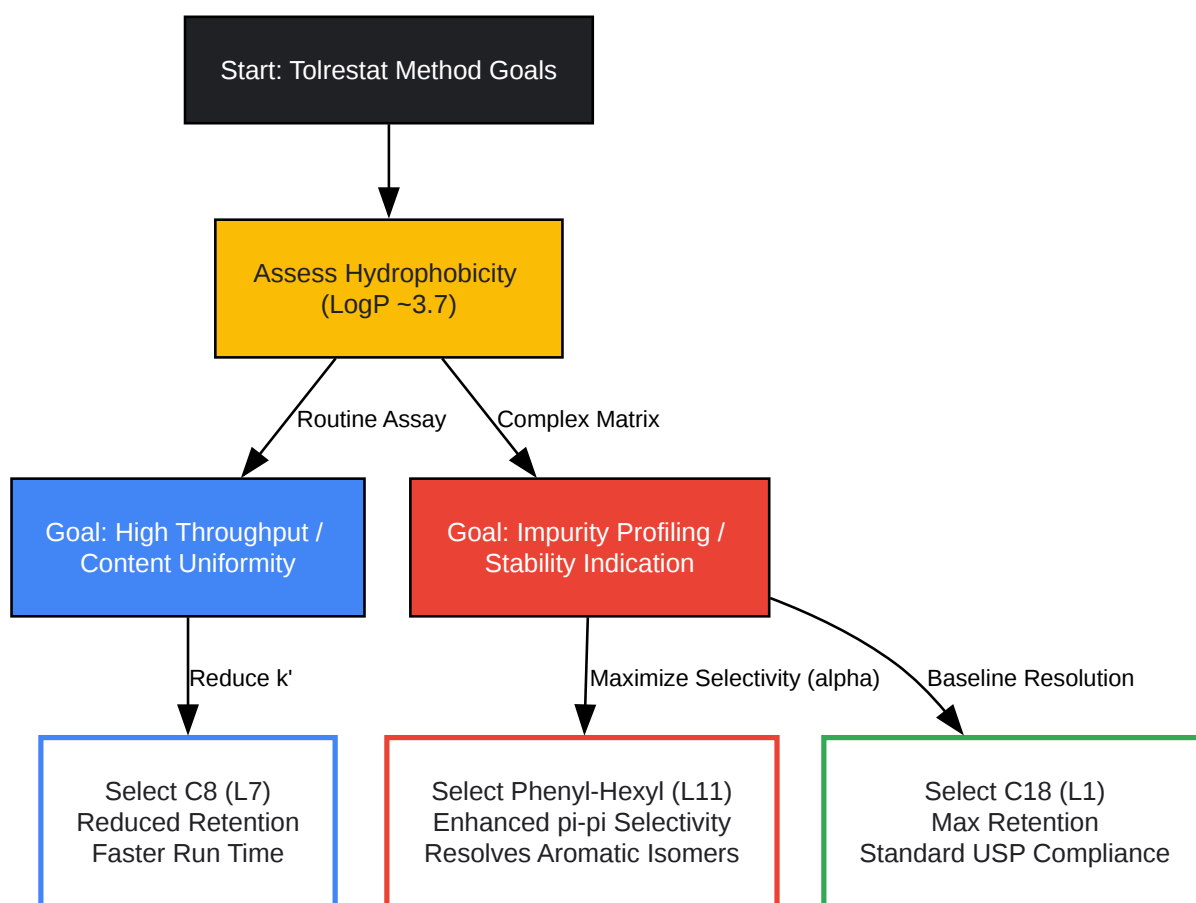 Start: Tolrestat Method Goals
Assess Hydrophobicity
(LogP ~3.7)
Routine Assay
Complex Matrix
Goal: High Throughput /
Content Uniformity
Goal: Impurity Profiling /
Stability Indication
Reduce k'
Maximize Selectivity (alpha)
Baseline Resolution
Select C8 (L7)
Reduced Retention
Faster Run Time
Select Phenyl-Hexyl (L11)
Enhanced pi-pi Selectivity
Resolves Aromatic Isomers
Select C18 (L1)
Max Retention
Standard USP Compliance